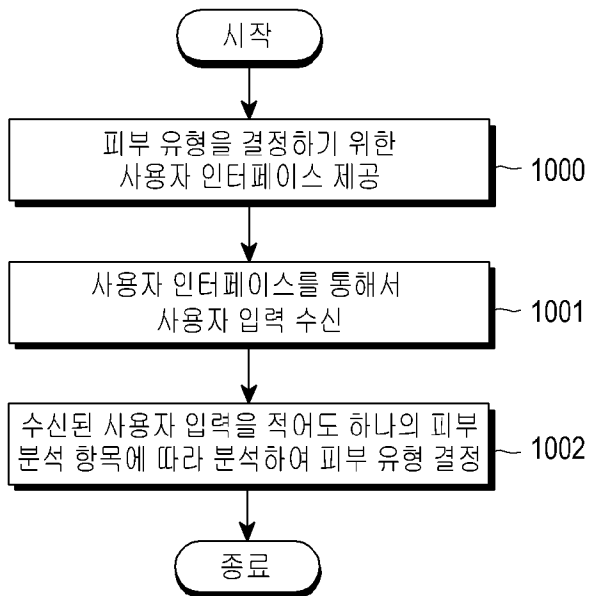 시작
피부 유형을 결정하기 위한
사용자 인터페이스 제공
1000
사용자 인터페이스를 통해서
사용자 입력 수신
1001
수신된 사용자 입력을 적어도 하나의 피부
분석 항목에 따라 분석하여 피부 유형 결정
1002
종료